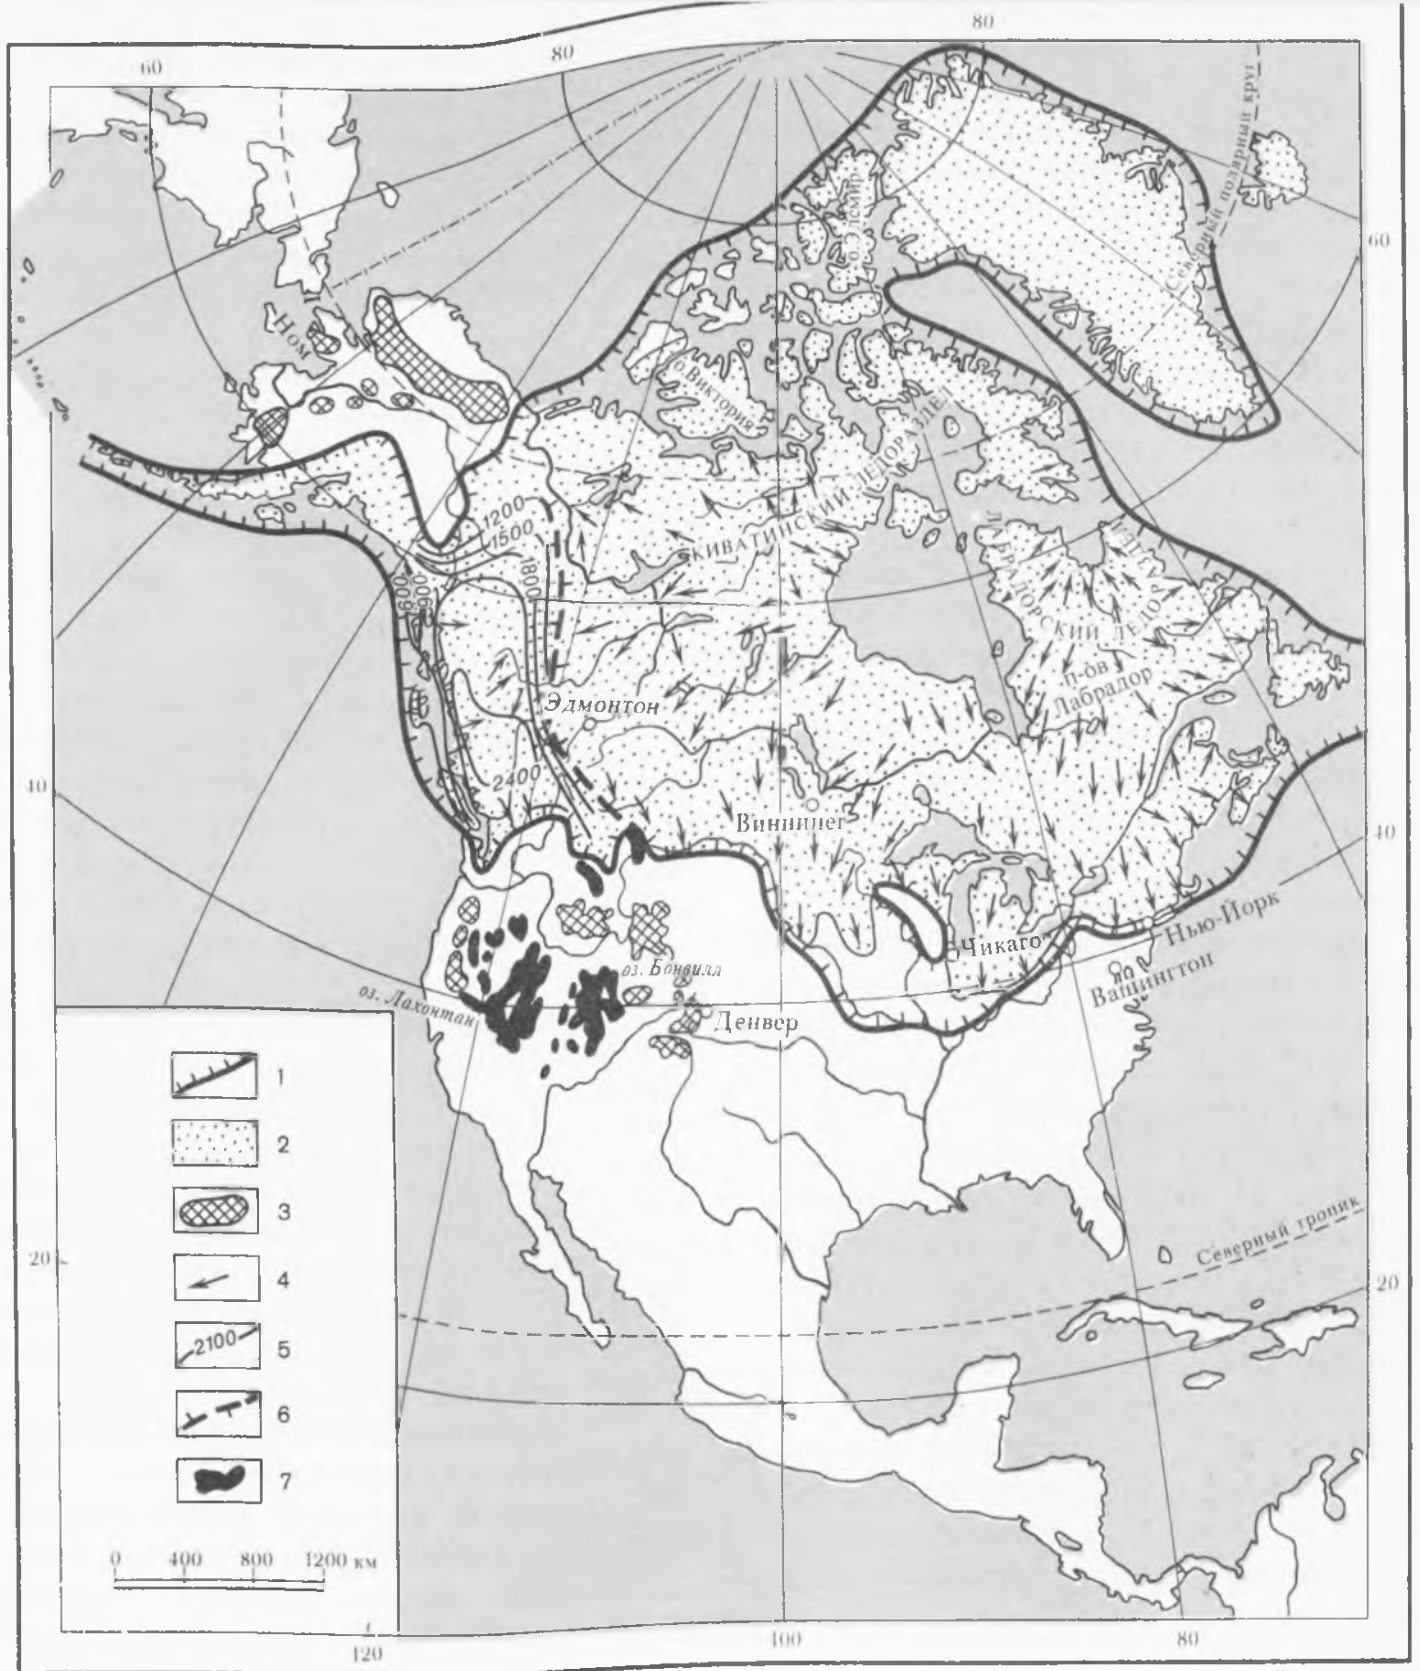 80
60
80
Северный полярный круг
60
о. Элсмир
Ном
о. Виктория
КИВАТИНСКИЙ ЛЕДОРАЗДЕЛ
1200
1500
1800
600
900
ЛАБРАДОРСКИЙ ЛЕДОРАЗДЕЛ
п-ов
Лабрадор
Эдмонтон
2400
40
Виннипег
40
Нью-Йорк
Чикаго
Вашингтон
оз. Бонвилл
оз. Лахонтан
Денвер
1
2
3
4
2100
5
6
7
Северный тропик
20
20
0 400 800 1200 км
120
100
80